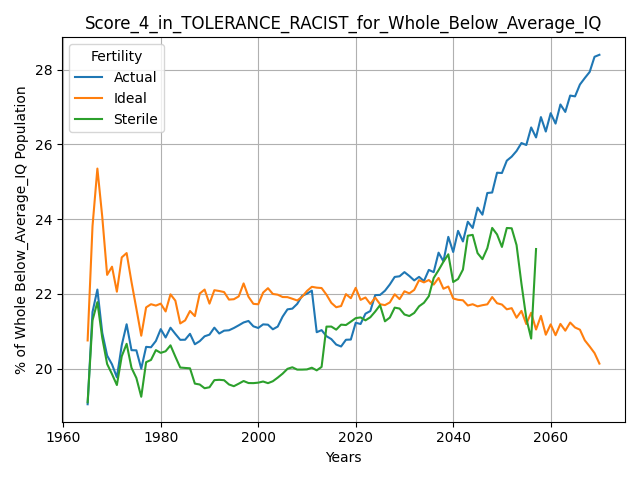 Score_4_in_TOLERANCE_RACIST_for_Whole_Below_Average_IQ
Fertility
Actual
Ideal
Sterile
% of Whole Below_Average_IQ Population
28
26
24
22
20
1960
1980
2000
2020
2040
2060
Years